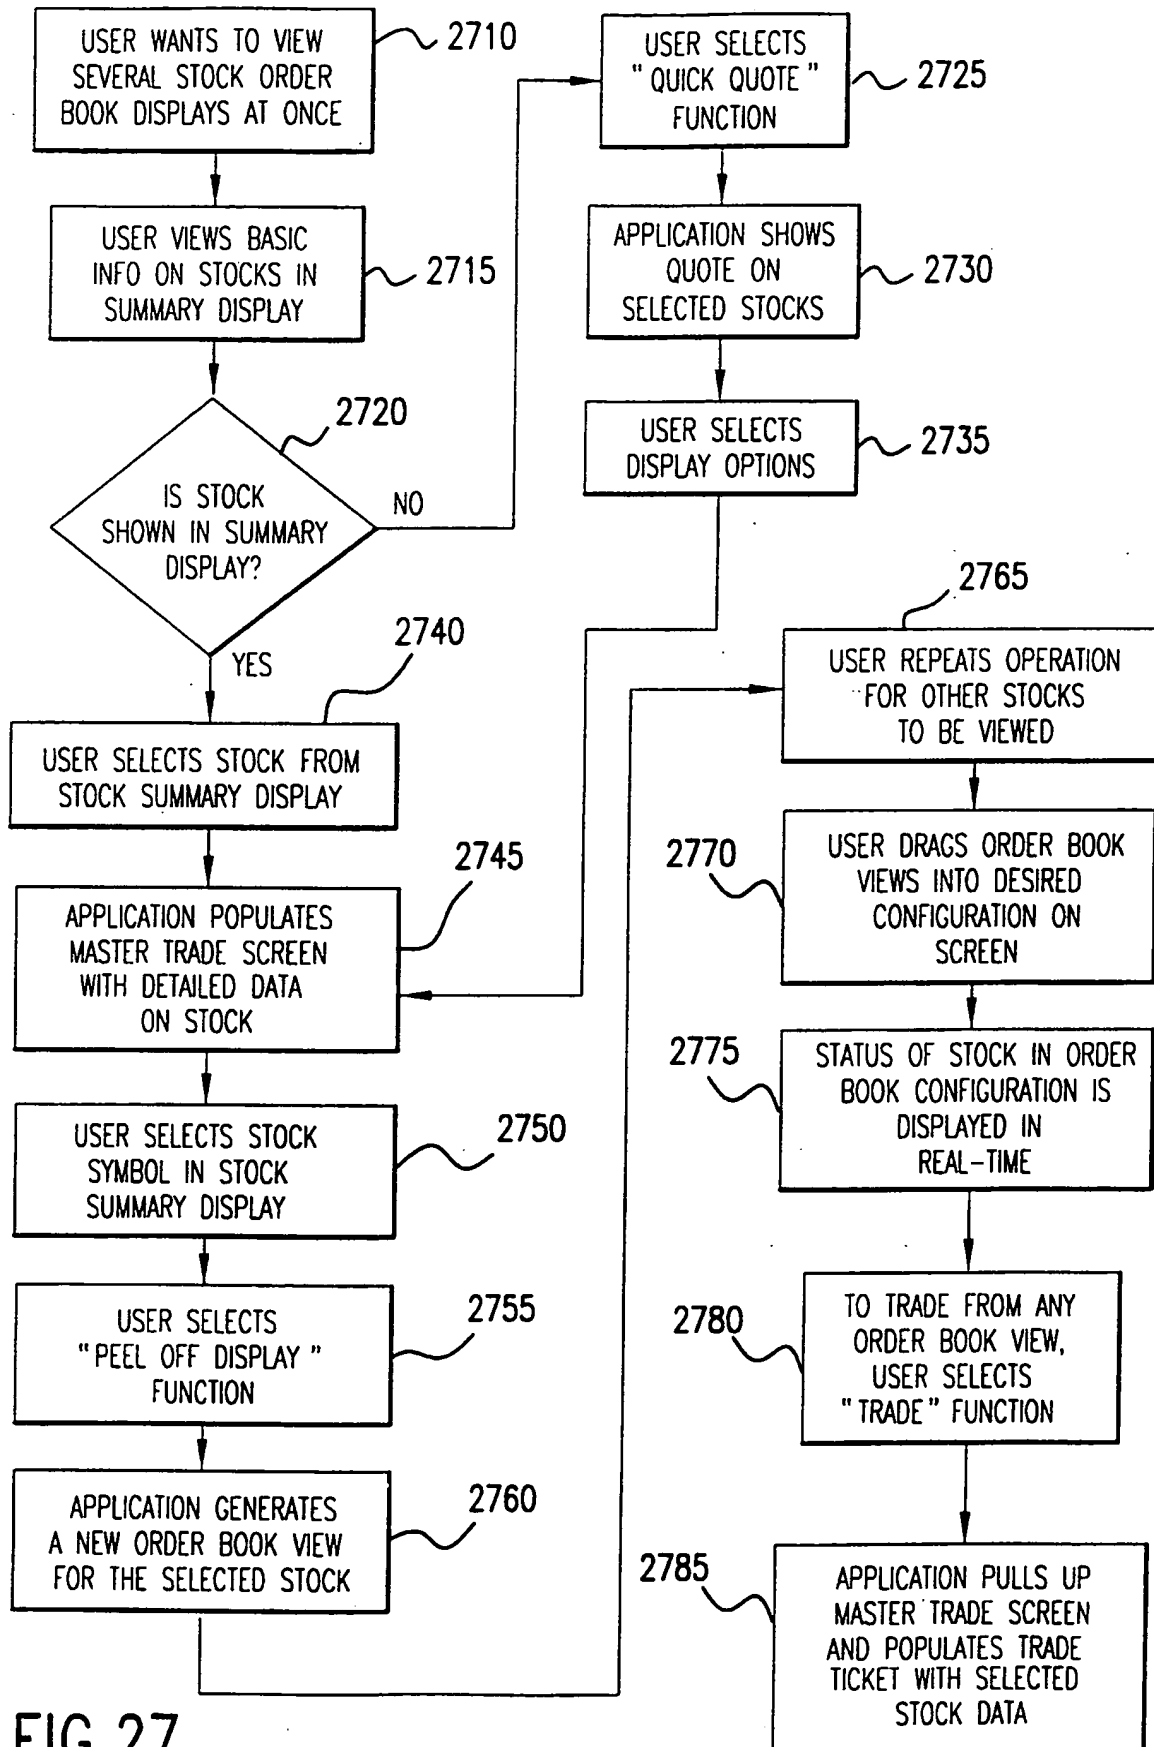 USER WANTS TO VIEW
SEVERAL STOCK ORDER
BOOK DISPLAYS AT ONCE
2710
USER VIEWS BASIC
INFO ON STOCKS IN
SUMMARY DISPLAY
2715
2720
IS STOCK
SHOWN IN SUMMARY
DISPLAY?
NO
YES
USER SELECTS
"QUICK QUOTE"
FUNCTION
2725
APPLICATION SHOWS
QUOTE ON
SELECTED STOCKS
2730
USER SELECTS
DISPLAY OPTIONS
2735
2740
USER SELECTS STOCK FROM
STOCK SUMMARY DISPLAY
2745
APPLICATION POPULATES
MASTER TRADE SCREEN
WITH DETAILED DATA
ON STOCK
2750
USER SELECTS STOCK
SYMBOL IN STOCK
SUMMARY DISPLAY
2755
USER SELECTS
"PEEL OFF DISPLAY"
FUNCTION
2760
APPLICATION GENERATES
A NEW ORDER BOOK VIEW
FOR THE SELECTED STOCK
2765
USER REPEATS OPERATION
FOR OTHER STOCKS
TO BE VIEWED
2770
USER DRAGS ORDER BOOK
VIEWS INTO DESIRED
CONFIGURATION ON
SCREEN
2775
STATUS OF STOCK IN ORDER
BOOK CONFIGURATION IS
DISPLAYED IN
REAL-TIME
2780
TO TRADE FROM ANY
ORDER BOOK VIEW,
USER SELECTS
"TRADE" FUNCTION
2785
APPLICATION PULLS UP
MASTER TRADE SCREEN
AND POPULATES TRADE
TICKET WITH SELECTED
STOCK DATA
FIG.27